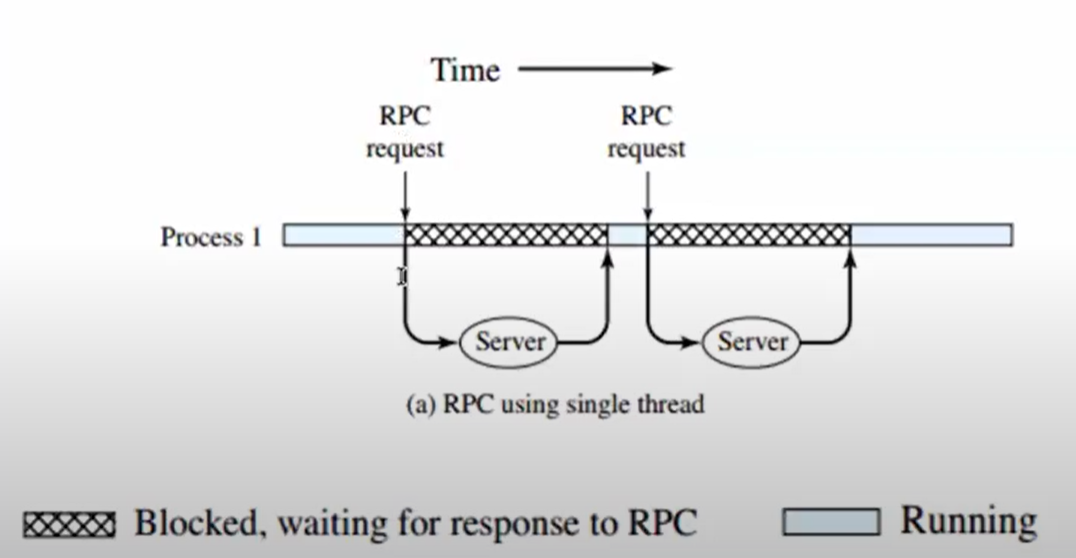 Time
RPC
request
RPC
request
Process 1
Server
Server
(a) RPC using single thread
Blocked, waiting for response to RPC
Running